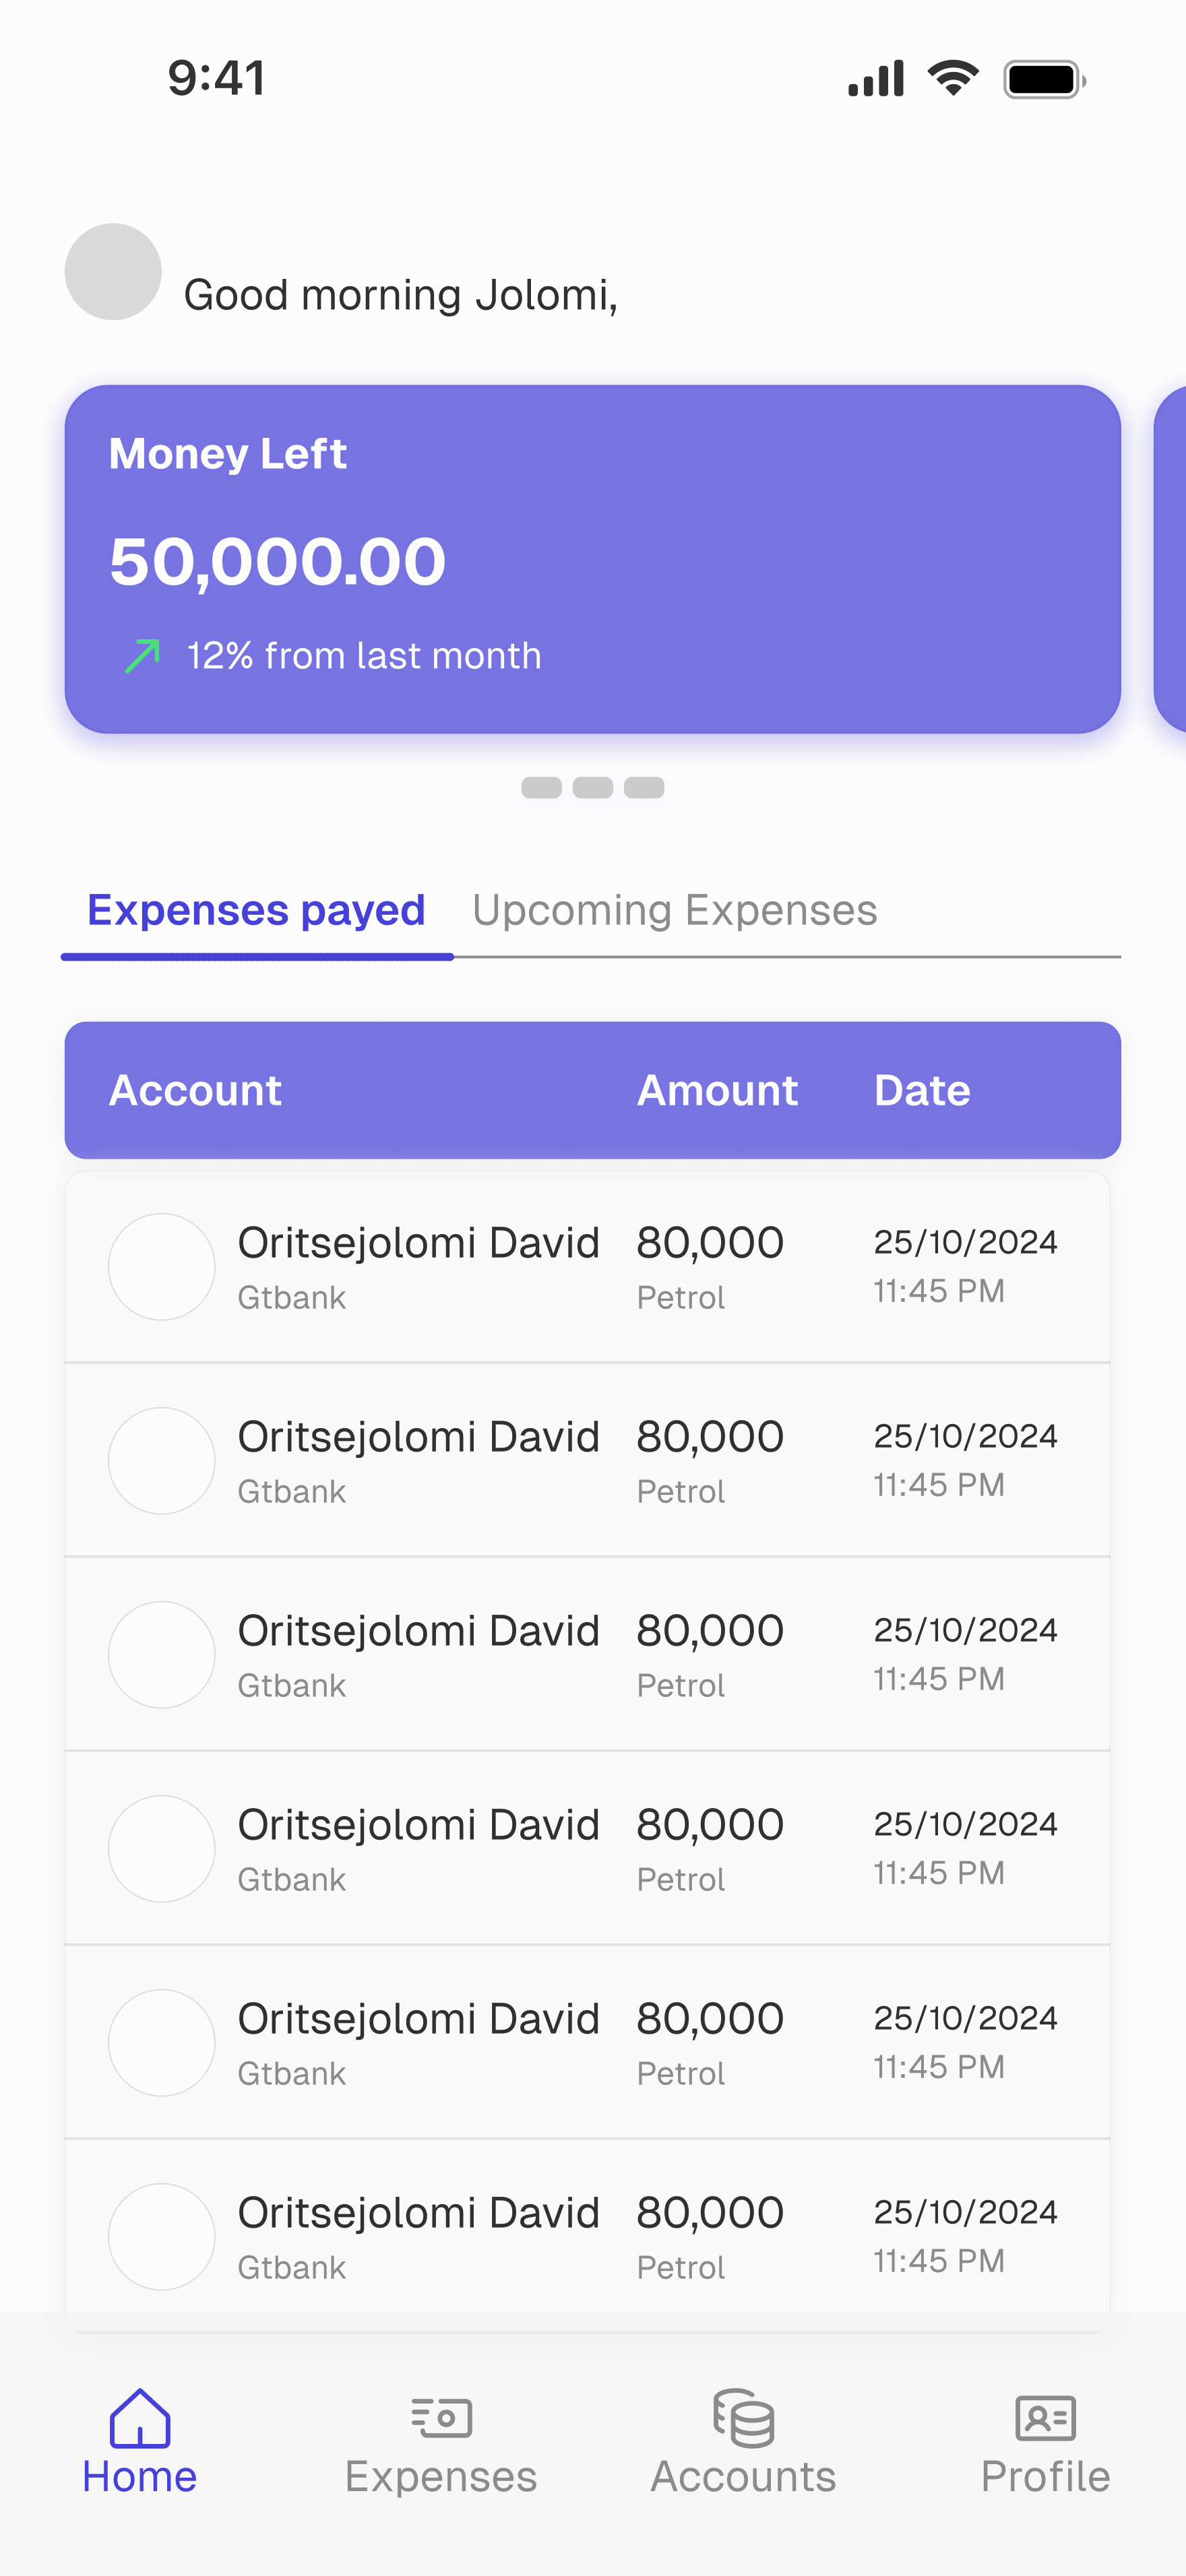 9:41
Good morning Jolomi,
Money Left
50,000.00
12% from last month
Expenses payed Upcoming Expenses
Account Amount Date
Oritsejolomi David 80,000 25/10/2024
Gtbank Petrol 11:45 PM
Oritsejolomi David 80,000 25/10/2024
Gtbank Petrol 11:45 PM
Oritsejolomi David 80,000 25/10/2024
Gtbank Petrol 11:45 PM
Oritsejolomi David 80,000 25/10/2024
Gtbank Petrol 11:45 PM
Oritsejolomi David 80,000 25/10/2024
Gtbank Petrol 11:45 PM
Oritsejolomi David 80,000 25/10/2024
Gtbank Petrol 11:45 PM
Home Expenses Accounts Profile